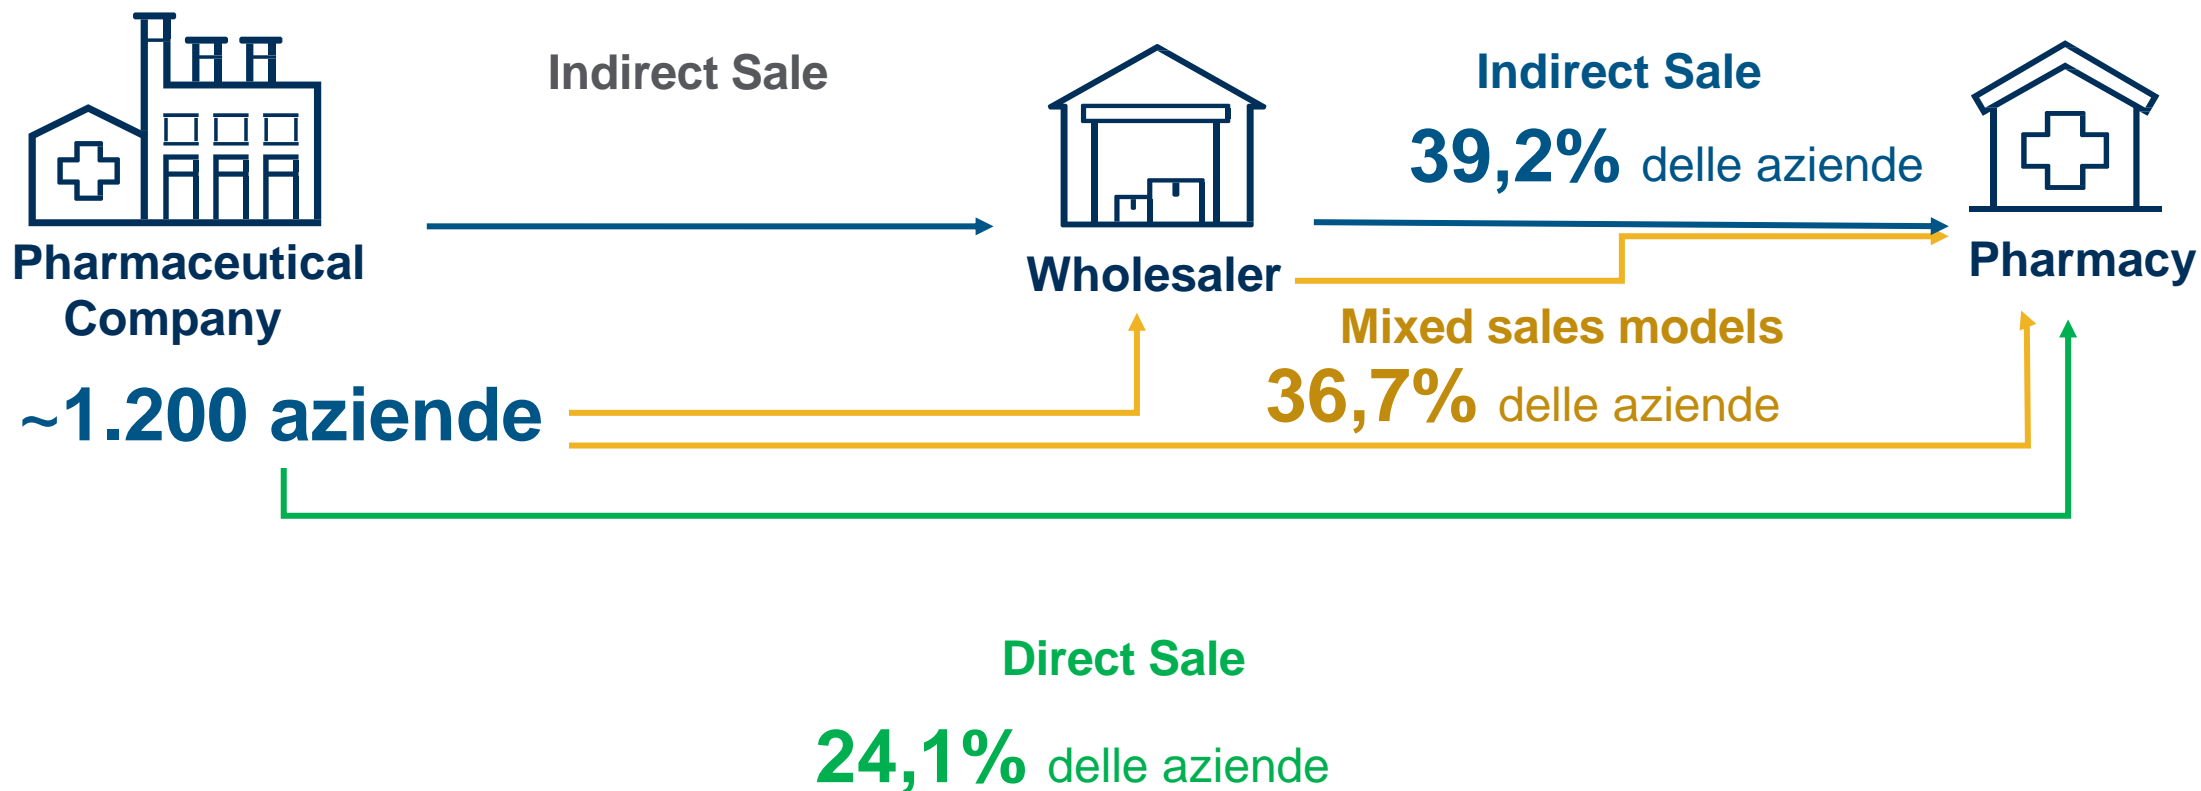 Indirect Sale
Indirect Sale
39,2% delle aziende
Pharmaceutical
Company
Wholesaler
Pharmacy
Mixed sales models
36,7% delle aziende
~1.200 aziende
Direct Sale
24,1% delle aziende